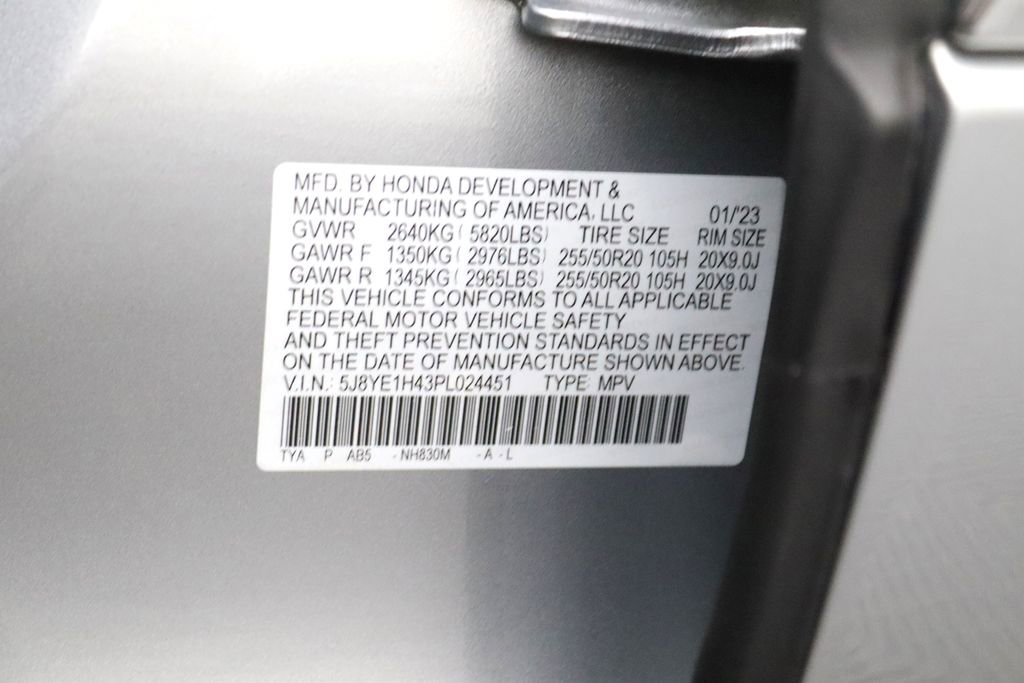 MFD. BY HONDA DEVELOPMENT &
MANUFACTURING OF AMERICA, LLC 01/'23
GVWR 2640KG ( 5820LBS) TIRE SIZE RIM SIZE
GAWR F 1350KG ( 2976LBS) 255/50R20 105H 20X9.0J
GAWR R 1345KG ( 2965LBS) 255/50R20 105H 20X9.0J
THIS VEHICLE CONFORMS TO ALL APPLICABLE
FEDERAL MOTOR VEHICLE SAFETY
AND THEFT PREVENTION STANDARDS IN EFFECT
ON THE DATE OF MANUFACTURE SHOWN ABOVE.
V.I.N.: 5J8YE1H43PL024451 TYPE: MPV
TYA P AB5 - NH830M - A - L